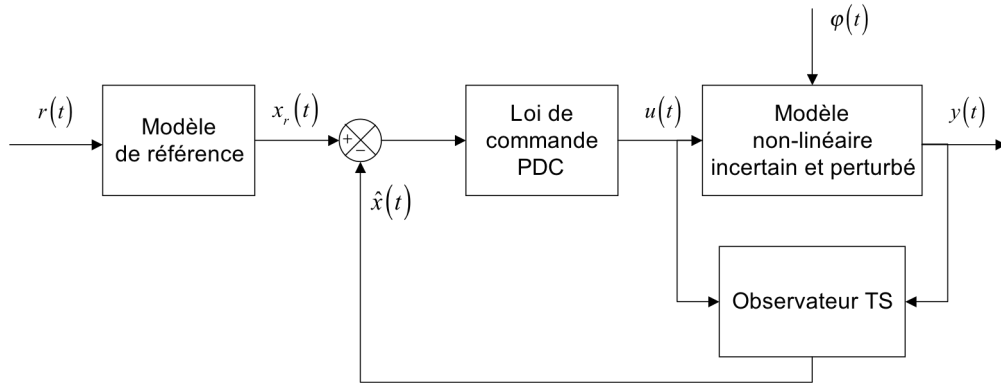 φ(t)
r(t)
Modèle
de référence
x_r(t)
+
−
Loi de
commande
PDC
u(t)
Modèle
non-linéaire
incertain et perturbé
y(t)
x̂(t)
Observateur TS